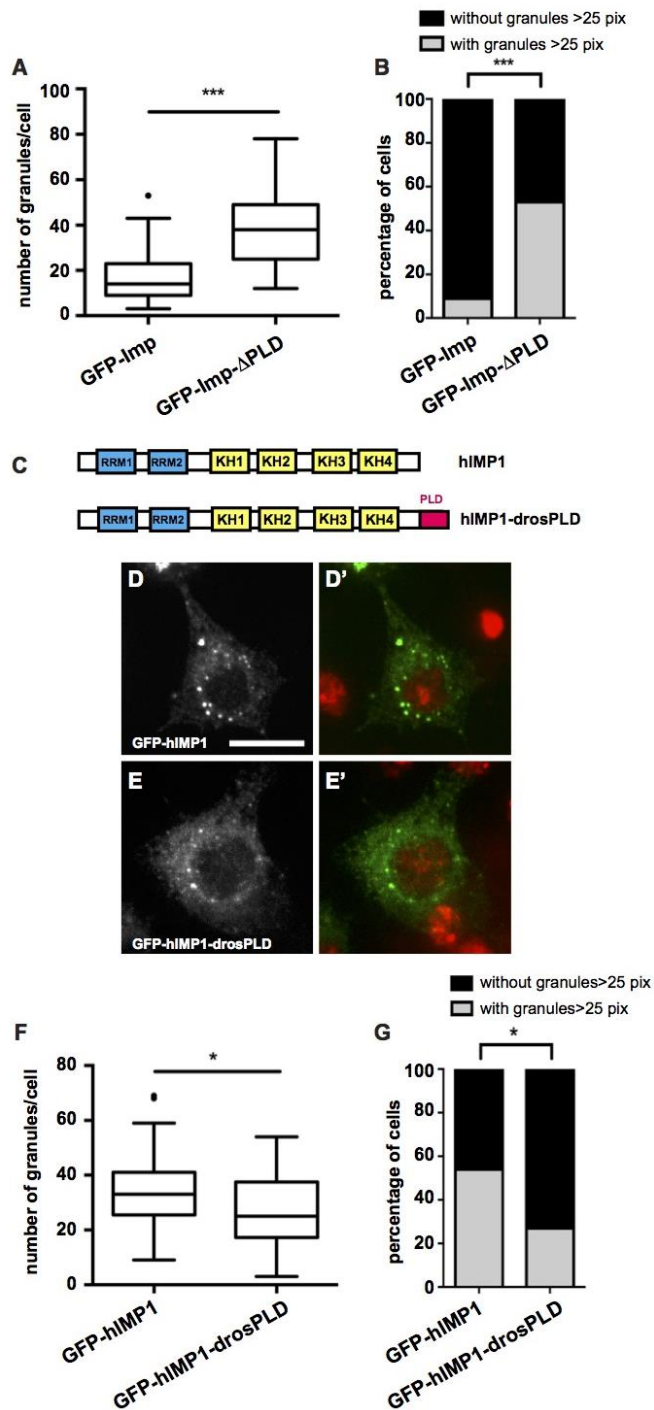 without granules >25 pix
with granules >25 pix
A
***
number of granules/cell
100
80
60
40
20
0
GFP-Imp
GFP-Imp-ΔPLD
B
***
percentage of cells
100
80
60
40
20
0
GFP-Imp
GFP-Imp-ΔPLD
C
RRM1 RRM2 KH1 KH2 KH3 KH4 hIMP1
PLD
RRM1 RRM2 KH1 KH2 KH3 KH4 hIMP1-drosPLD
D D'
GFP-hIMP1
E E'
GFP-hIMP1-drosPLD
without granules>25 pix
with granules>25 pix
F
*
number of granules/cell
80
60
40
20
0
GFP-hIMP1
GFP-hIMP1-drosPLD
G
*
percentage of cells
100
80
60
40
20
0
GFP-hIMP1
GFP-hIMP1-drosPLD